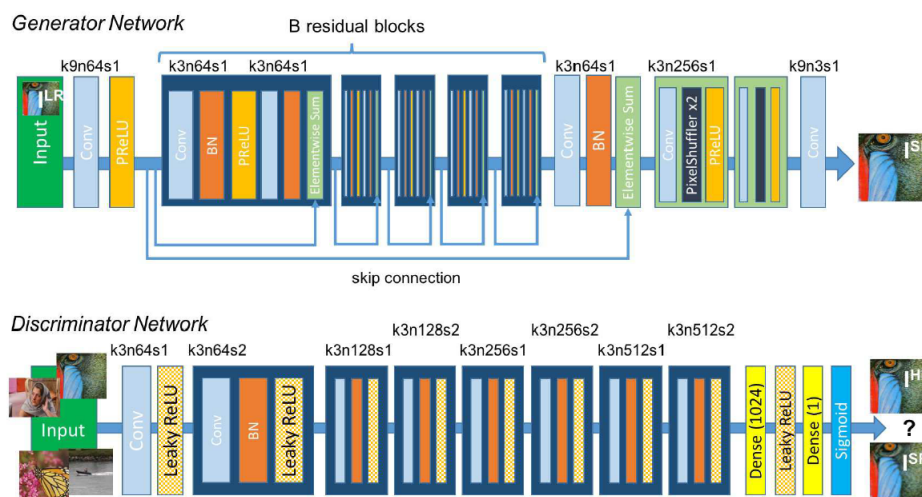 Generator Network
B residual blocks
k9n64s1
k3n64s1
k3n64s1
k3n64s1
k3n256s1
k9n3s1
I LR
Input
Conv
PReLU
Conv
BN
PReLU
Elementwise Sum
Conv
BN
Elementwise Sum
Conv
PixelShuffler x2
PReLU
Conv
I S
skip connection
Discriminator Network
k3n64s1
k3n64s2
k3n128s1
k3n128s2
k3n256s1
k3n256s2
k3n512s1
k3n512s2
Input
Conv
Leaky ReLU
Conv
BN
Leaky ReLU
Dense (1024)
Leaky ReLU
Dense (1)
Sigmoid
I H
?
I S